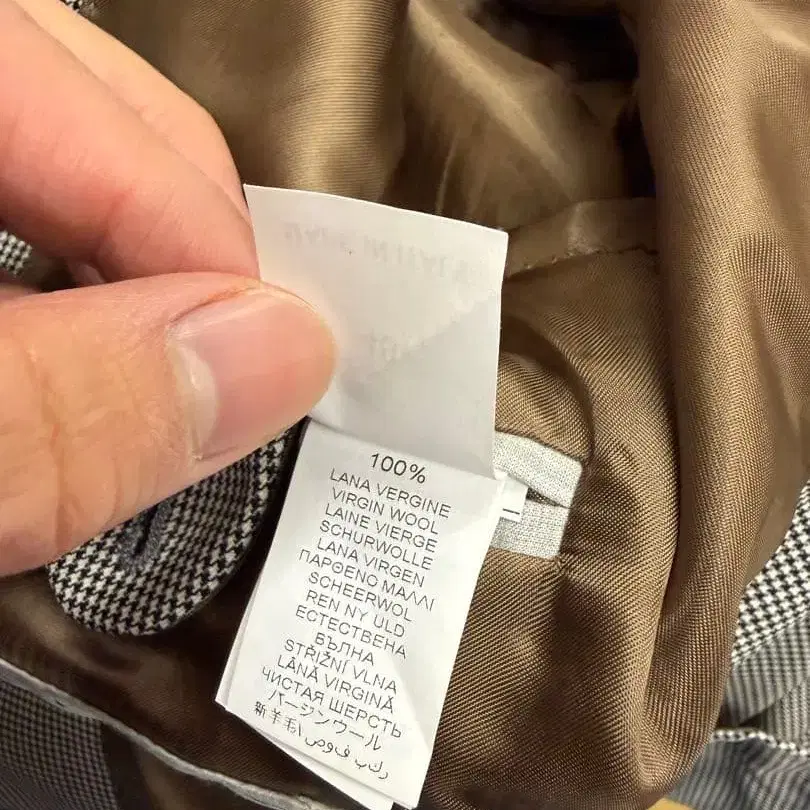 100%
LANA VERGINE
VIRGIN WOOL
LAINE VIERGE
SCHURWOLLE
LANA VIRGEN
ΠΑΡΘΕΝΟ ΜΑΛΛΙ
SCHEERWOL
REN NY ULD
ЕСТЕСТВЕНА
ВЪЛНА
STŘIŽNÍ VLNA
LÂNĂ VIRGINĂ
ЧИСТАЯ ШЕРСТЬ
バージンウール
新羊毛